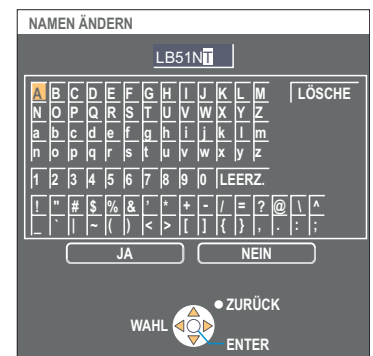 NAMEN ÄNDERN
LB51NT
A B C D E F G H I J K L M LÖSCHE
N O P Q R S T U V W X Y Z
a b c d e f g h i j k l m
n o p q r s t u v w x y z
1 2 3 4 5 6 7 8 9 0 LEERZ.
! " # $ % & ' * + - / = ? @ \ ^
_ ` | ~ ( ) < > [ ] { } , . : ;
JA NEIN
ZURÜCK
WAHL
ENTER